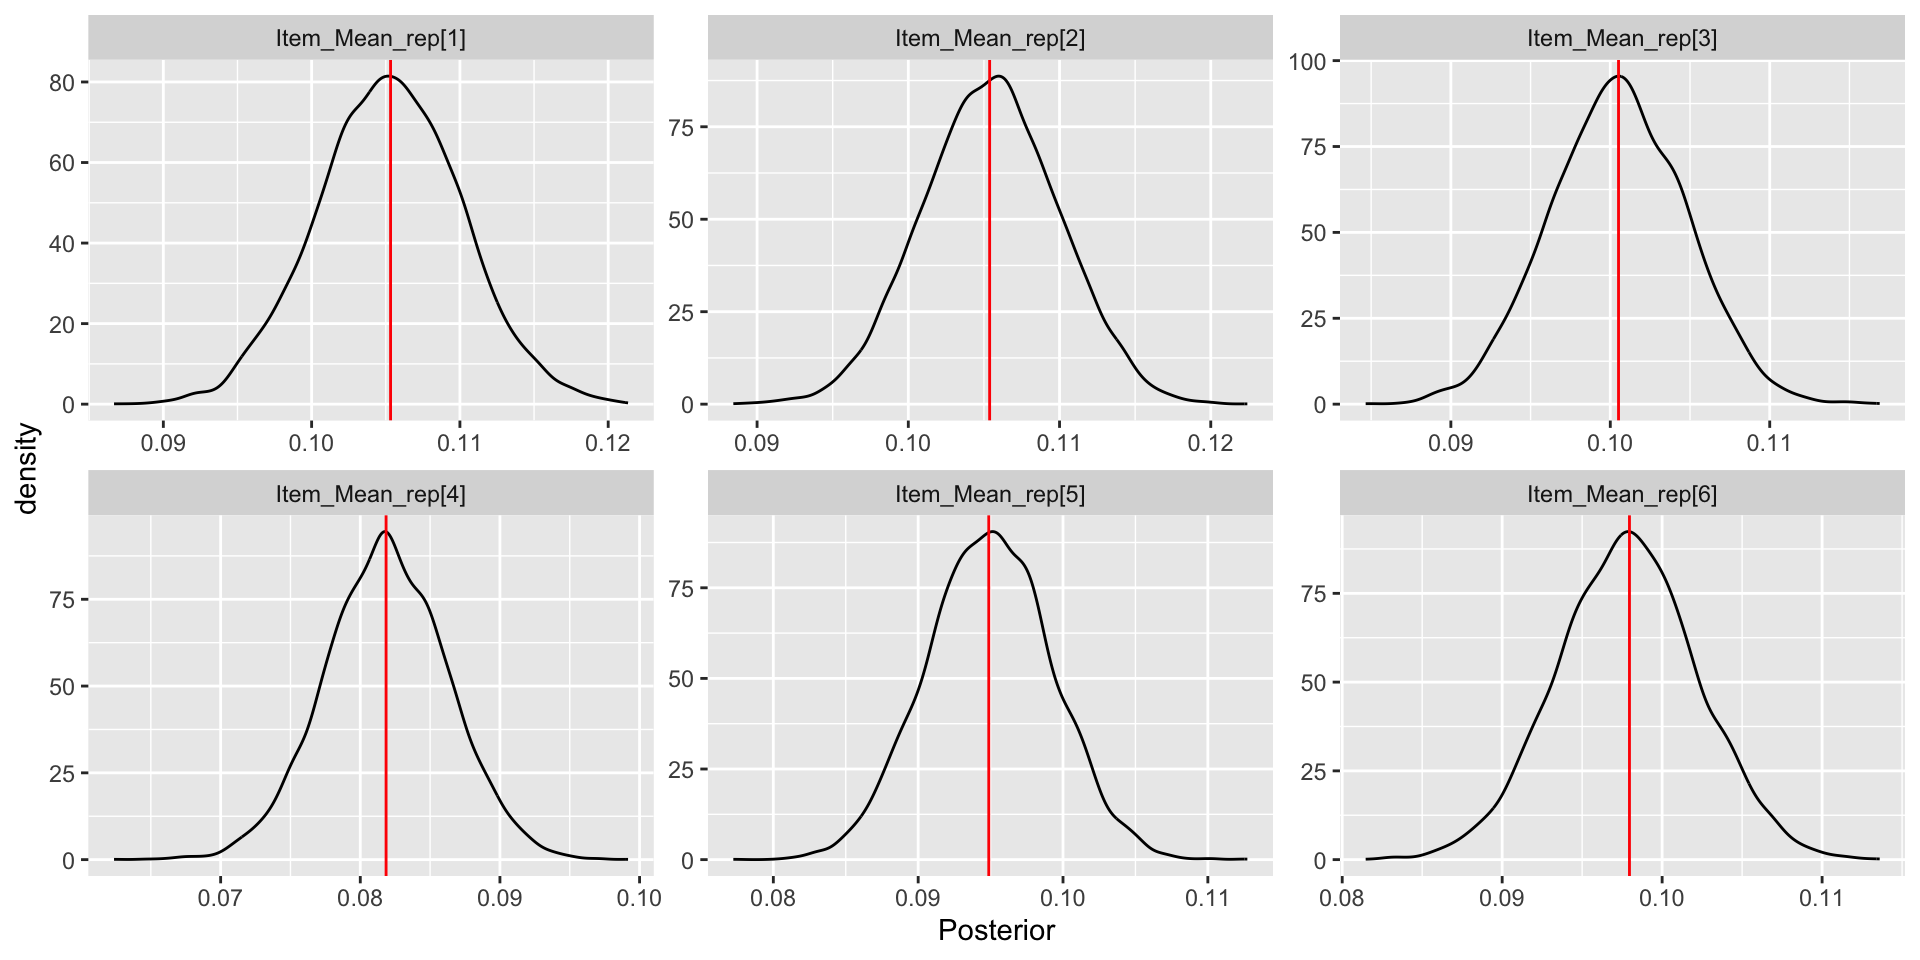 Item_Mean_rep[1] Item_Mean_rep[2] Item_Mean_rep[3]
80
60
40
20
0
75
50
25
0
100
75
50
25
0
0.09 0.10 0.11 0.12
0.09 0.10 0.11 0.12
0.09 0.10 0.11
density
Item_Mean_rep[4] Item_Mean_rep[5] Item_Mean_rep[6]
75
50
25
0
75
50
25
0
75
50
25
0
0.07 0.08 0.09 0.10
0.08 0.09 0.10 0.11
0.08 0.09 0.10 0.11
Posterior